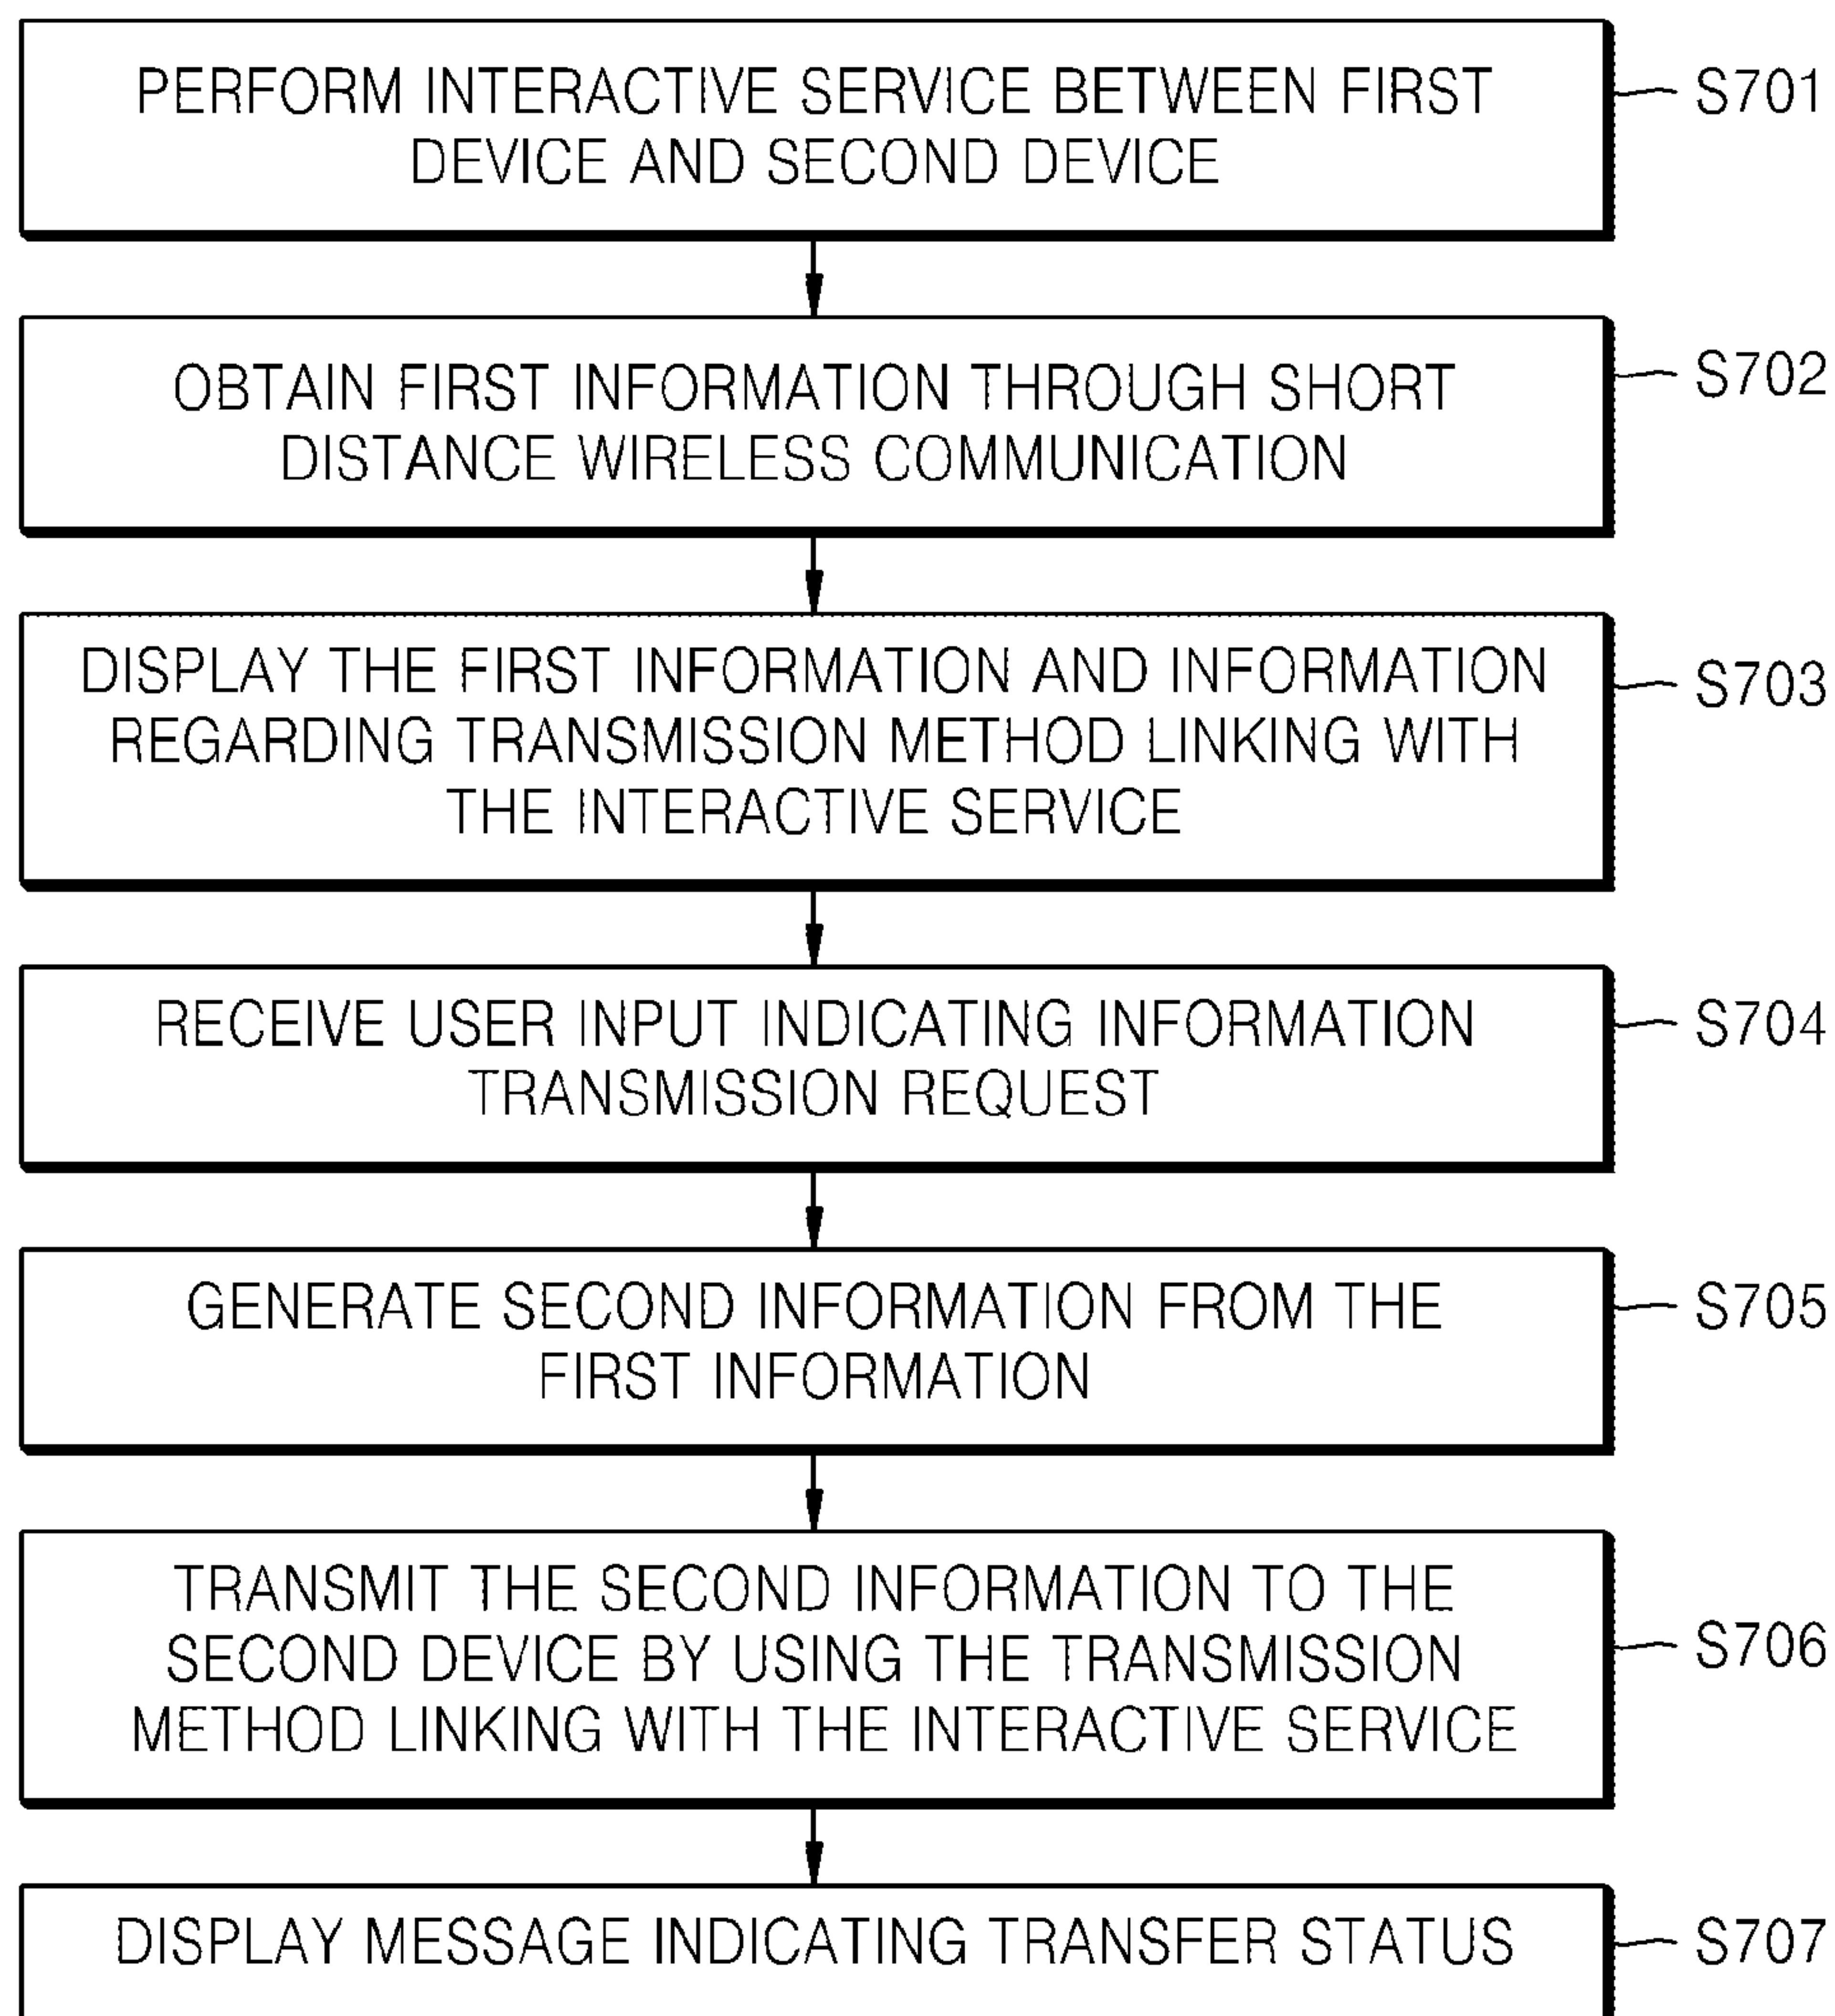 PERFORM INTERACTIVE SERVICE BETWEEN FIRST
DEVICE AND SECOND DEVICE
S701
OBTAIN FIRST INFORMATION THROUGH SHORT
DISTANCE WIRELESS COMMUNICATION
S702
DISPLAY THE FIRST INFORMATION AND INFORMATION
REGARDING TRANSMISSION METHOD LINKING WITH
THE INTERACTIVE SERVICE
S703
RECEIVE USER INPUT INDICATING INFORMATION
TRANSMISSION REQUEST
S704
GENERATE SECOND INFORMATION FROM THE
FIRST INFORMATION
S705
TRANSMIT THE SECOND INFORMATION TO THE
SECOND DEVICE BY USING THE TRANSMISSION
METHOD LINKING WITH THE INTERACTIVE SERVICE
S706
DISPLAY MESSAGE INDICATING TRANSFER STATUS
S707